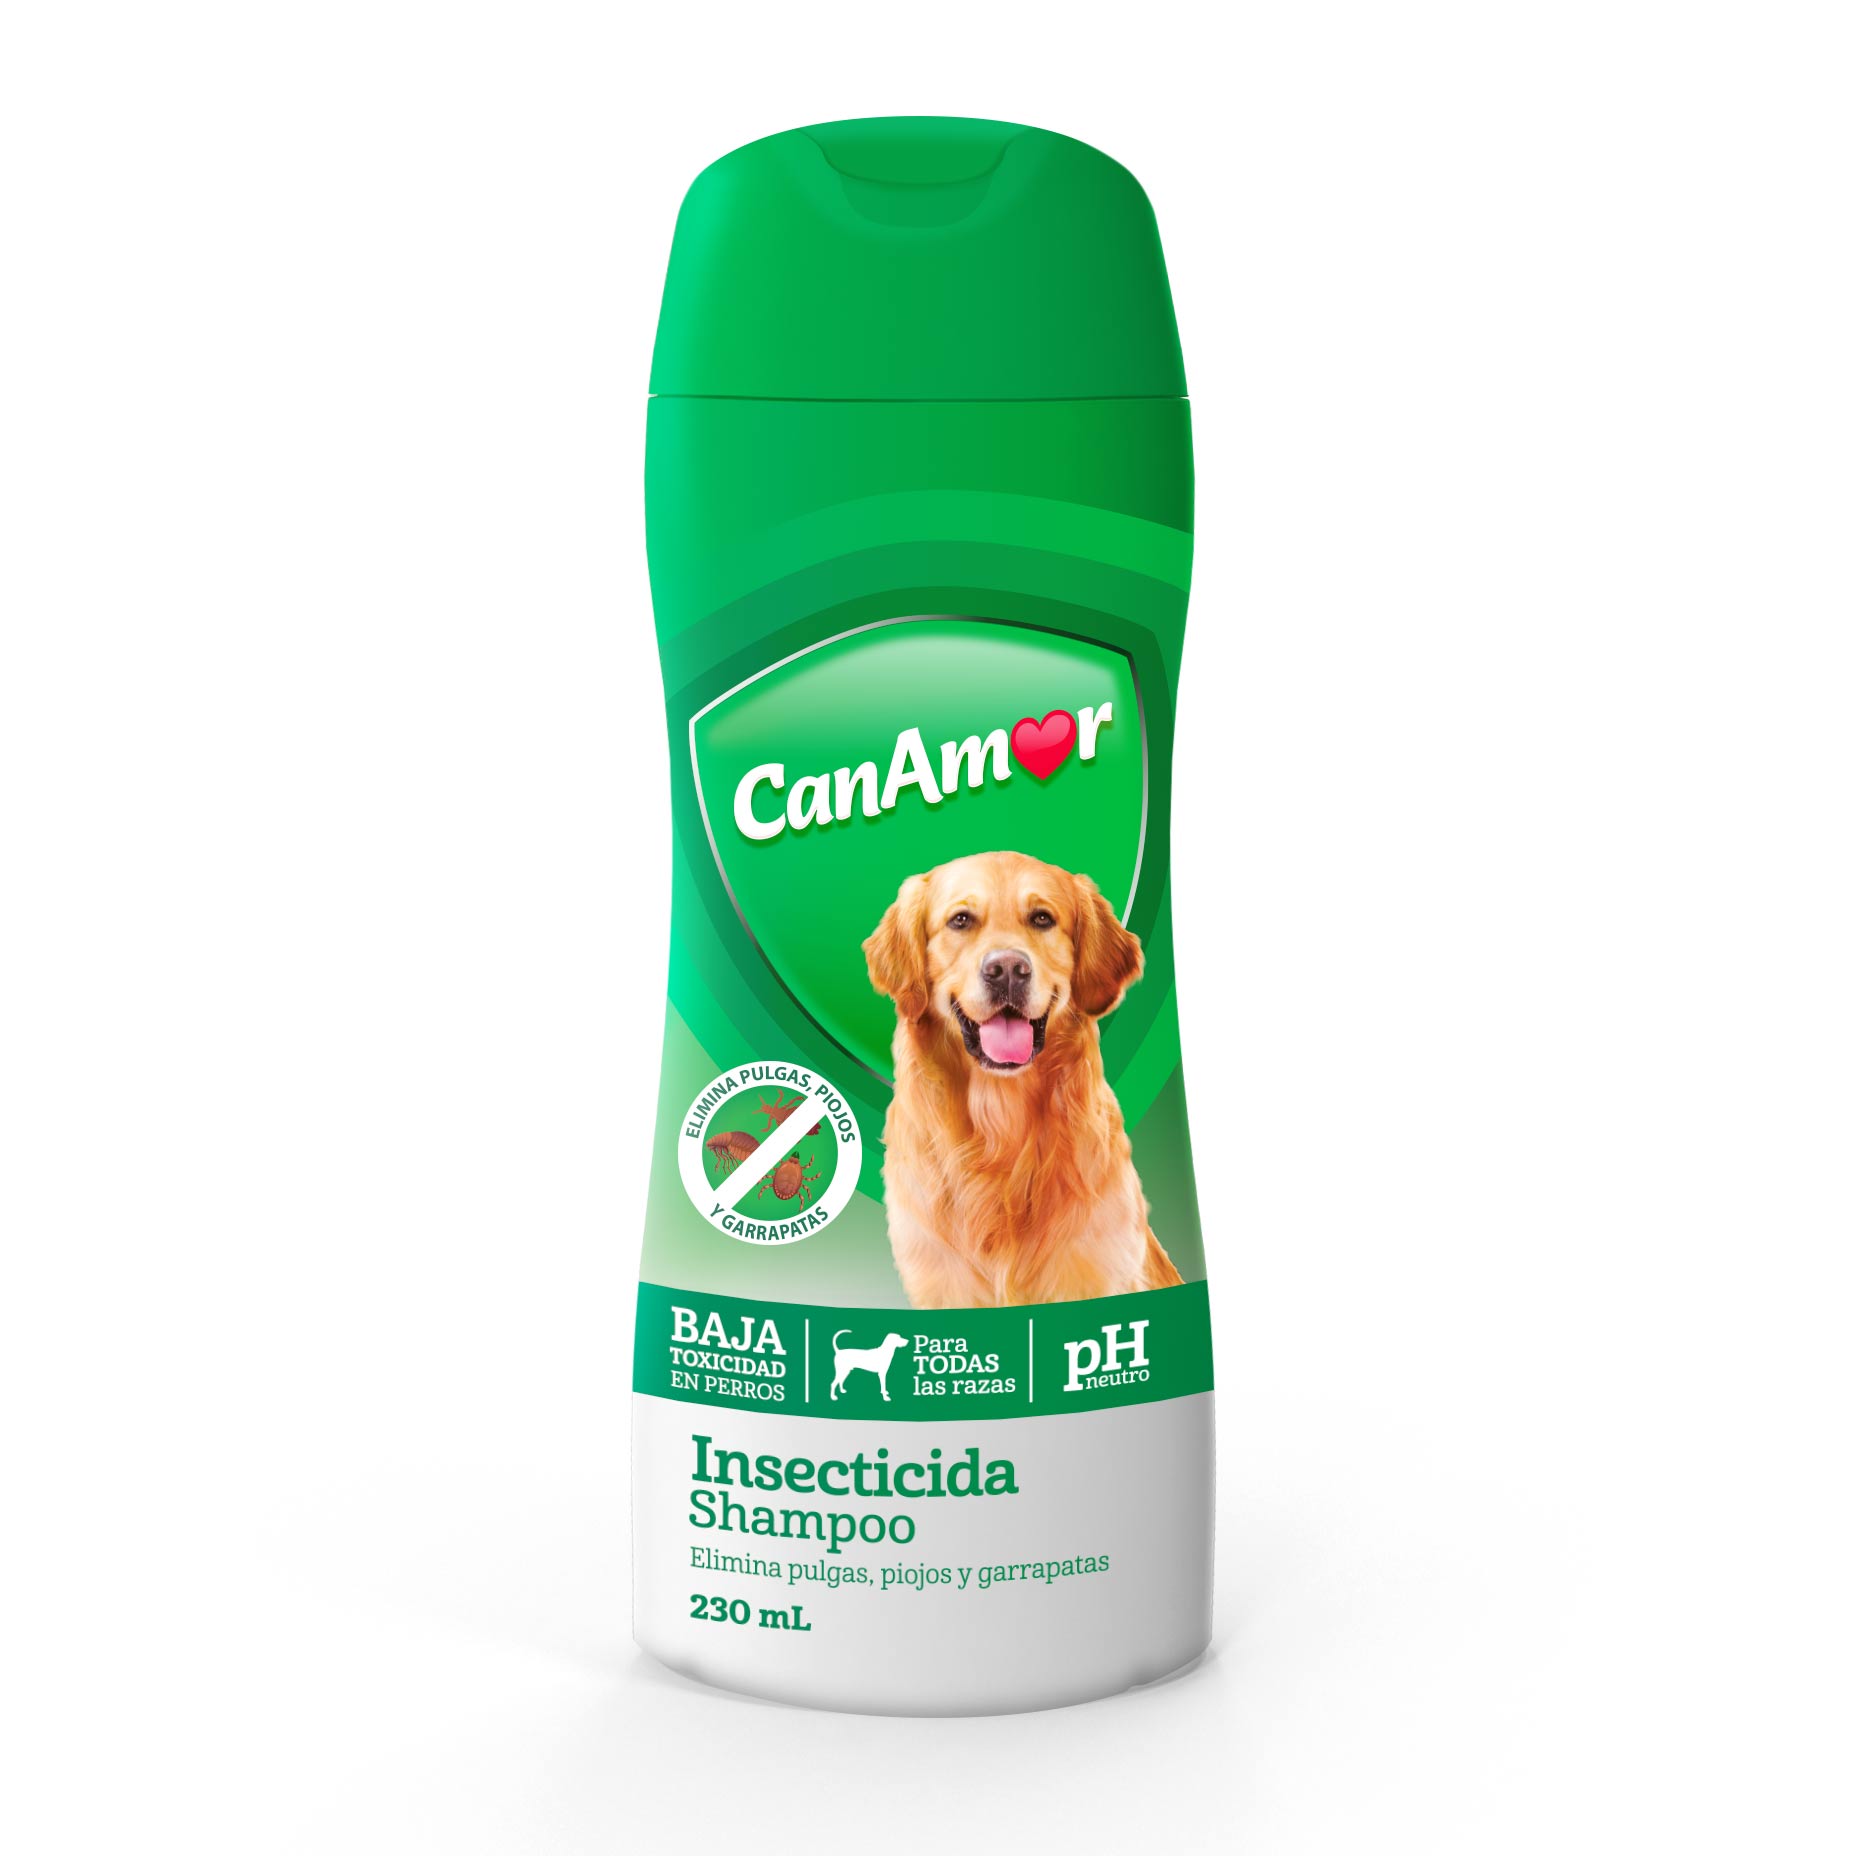 CanAmor
ELIMINA PULGAS, PIOJOS
Y GARRAPATAS
BAJA
TOXICIDAD
EN PERROS
Para
TODAS
las razas
pH
neutro
Insecticida
Shampoo
Elimina pulgas, piojos y garrapatas
230 mL